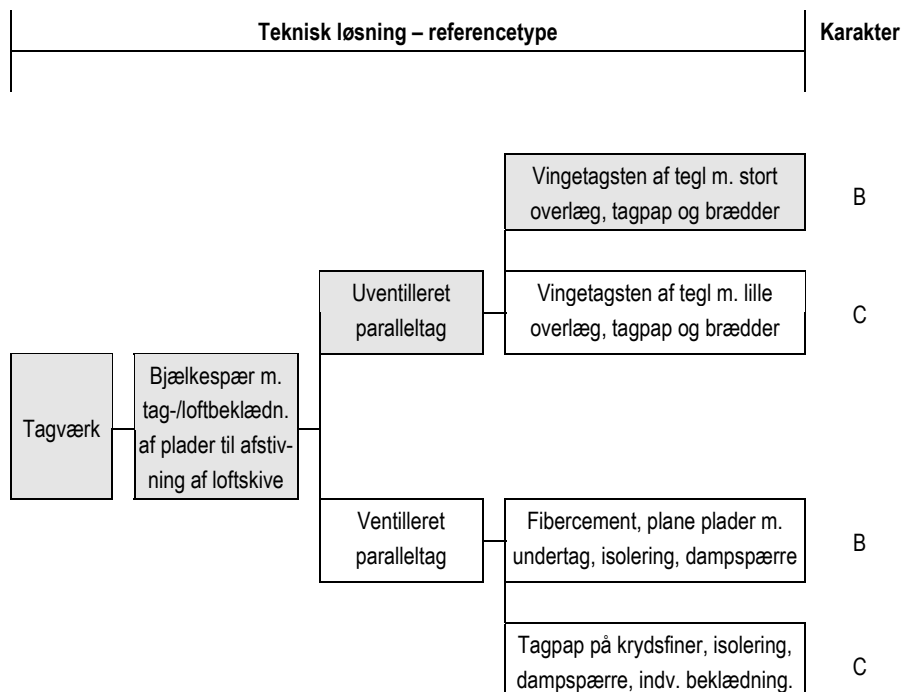 Teknisk løsning – referencetype
Karakter
Vingetagsten af tegl m. stort
overlæg, tagpap og brædder
B
Uventilleret
paralleltag
Vingetagsten af tegl m. lille
overlæg, tagpap og brædder
C
Tagværk
Bjælkespær m.
tag-/loftbeklædn.
af plader til afstiv-
ning af loftskive
Ventilleret
paralleltag
Fibercement, plane plader m.
undertag, isolering, dampspærre
B
Tagpap på krydsfiner, isolering,
dampspærre, indv. beklædning.
C